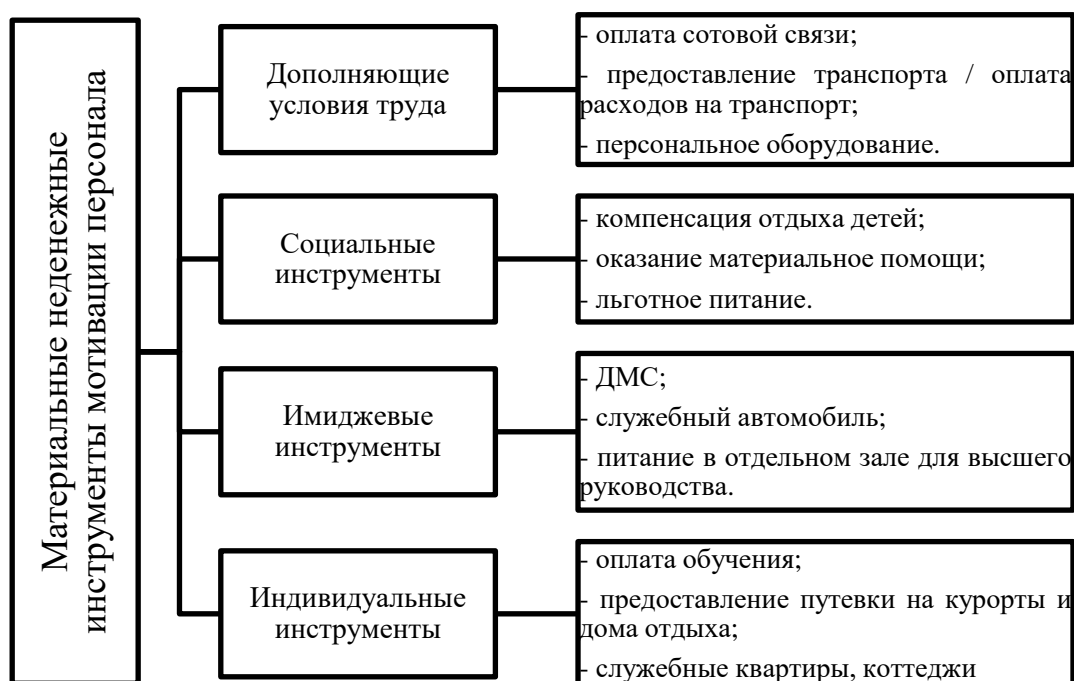 Материальные неденежные
инструменты мотивации персонала
Дополняющие
условия труда
- оплата сотовой связи;
- предоставление транспорта / оплата
расходов на транспорт;
- персональное оборудование.
Социальные
инструменты
- компенсация отдыха детей;
- оказание материальное помощи;
- льготное питание.
Имиджевые
инструменты
- ДМС;
- служебный автомобиль;
- питание в отдельном зале для высшего
руководства.
Индивидуальные
инструменты
- оплата обучения;
- предоставление путевки на курорты и
дома отдыха;
- служебные квартиры, коттеджи